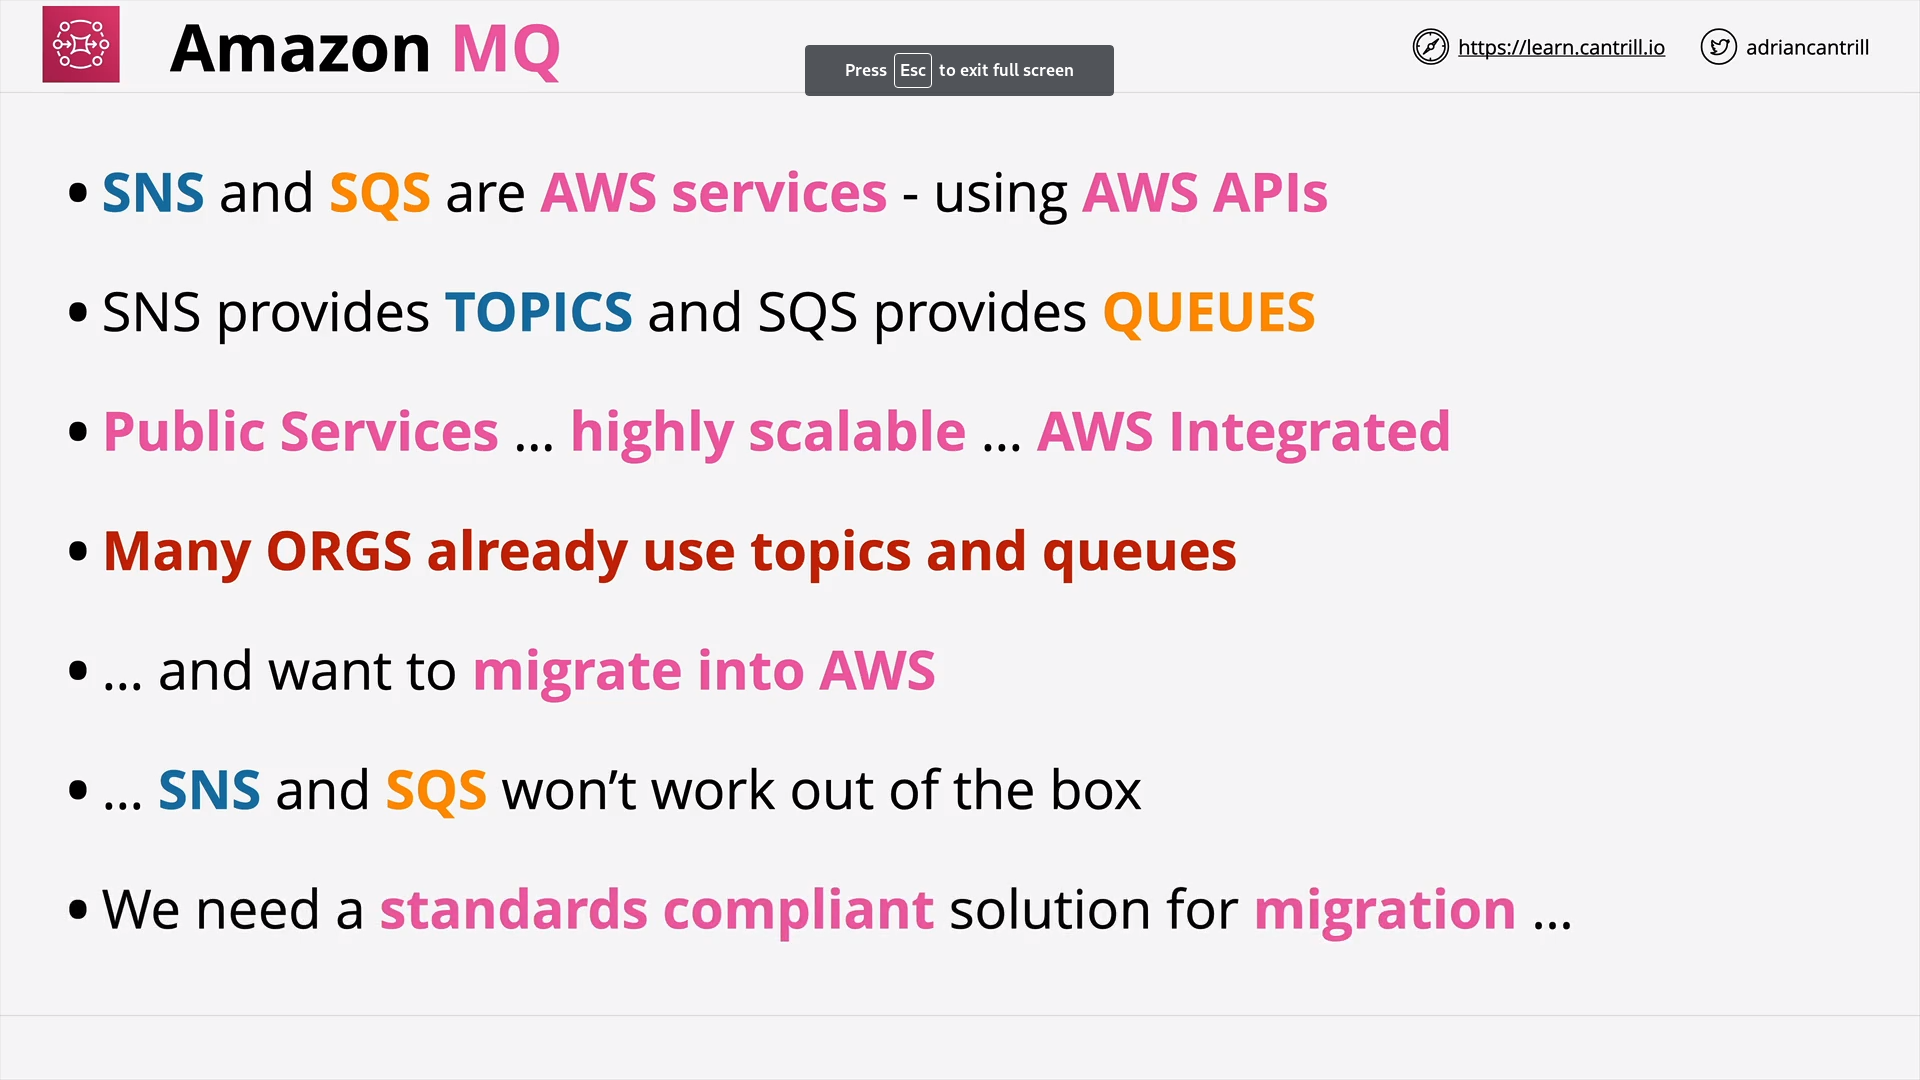 Amazon MQ
Press Esc to exit full screen
https://learn.cantrill.io
adriancantrill
• SNS and SQS are AWS services - using AWS APIs
• SNS provides TOPICS and SQS provides QUEUES
• Public Services ... highly scalable ... AWS Integrated
• Many ORGS already use topics and queues
• ... and want to migrate into AWS
• ... SNS and SQS won’t work out of the box
• We need a standards compliant solution for migration ...